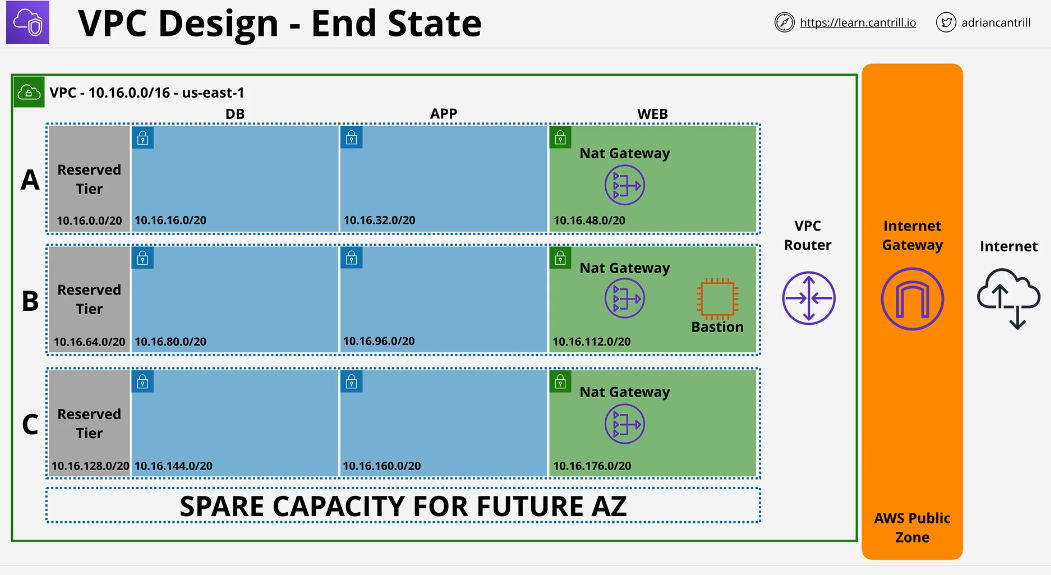 VPC Design - End State
https://learn.cantrill.io
adriancantrill
VPC - 10.16.0.0/16 - us-east-1
DB
APP
WEB
A
Reserved
Tier
10.16.0.0/20
10.16.16.0/20
10.16.32.0/20
Nat Gateway
10.16.48.0/20
B
Reserved
Tier
10.16.64.0/20
10.16.80.0/20
10.16.96.0/20
Nat Gateway
Bastion
10.16.112.0/20
C
Reserved
Tier
10.16.128.0/20
10.16.144.0/20
10.16.160.0/20
Nat Gateway
10.16.176.0/20
SPARE CAPACITY FOR FUTURE AZ
VPC
Router
Internet
Gateway
AWS Public
Zone
Internet